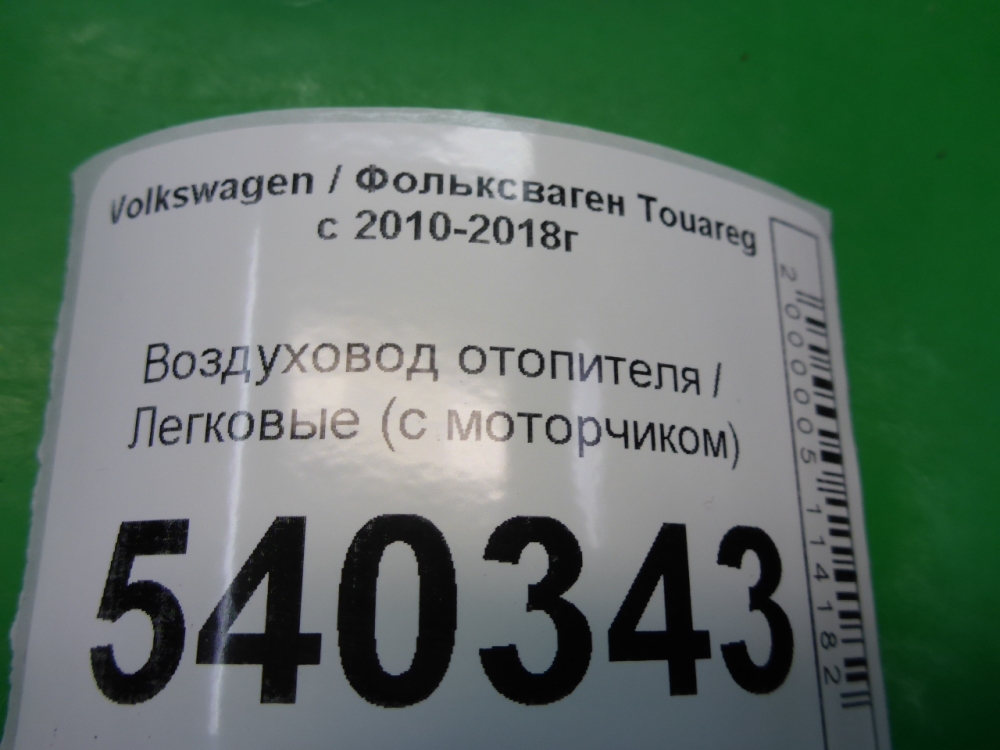 Volkswagen / Фольксваген Touareg
с 2010-2018г
Воздуховод отопителя /
Легковые (с моторчиком)
540343
2000005114182